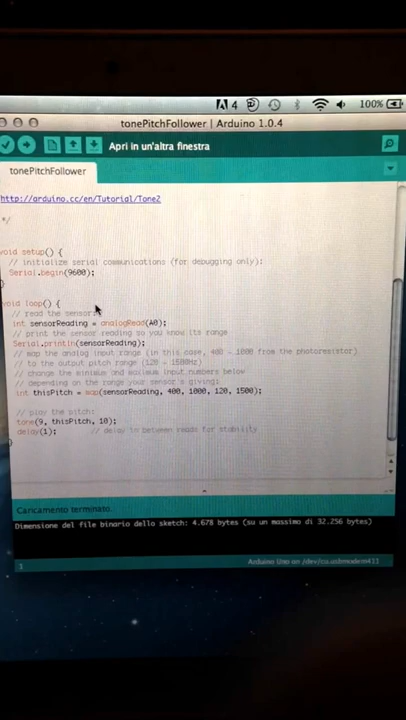 4 100%
tonePitchFollower | Arduino 1.0.4
Apri in un'altra finestra
tonePitchFollower
http://arduino.cc/en/Tutorial/Tone2
*/
void setup() {
// initialize serial communications (for debugging only):
Serial.begin(9600);
}
void loop() {
// read the sensor:
int sensorReading = analogRead(A0);
// print the sensor reading so you know its range
Serial.println(sensorReading);
// map the analog input range (in this case, 400 - 1000 from the photoresistor)
// to the output pitch range (120 - 1500Hz)
// change the minimum and maximum input numbers below
// depending on the range your sensor's giving:
int thisPitch = map(sensorReading, 400, 1000, 120, 1500);
// play the pitch:
tone(9, thisPitch, 10);
delay(1); // delay in between reads for stability
}
Caricamento terminato.
Dimensione del file binario dello sketch: 4.678 bytes (su un massimo di 32.256 bytes)
1 Arduino Uno on /dev/cu.usbmodem411